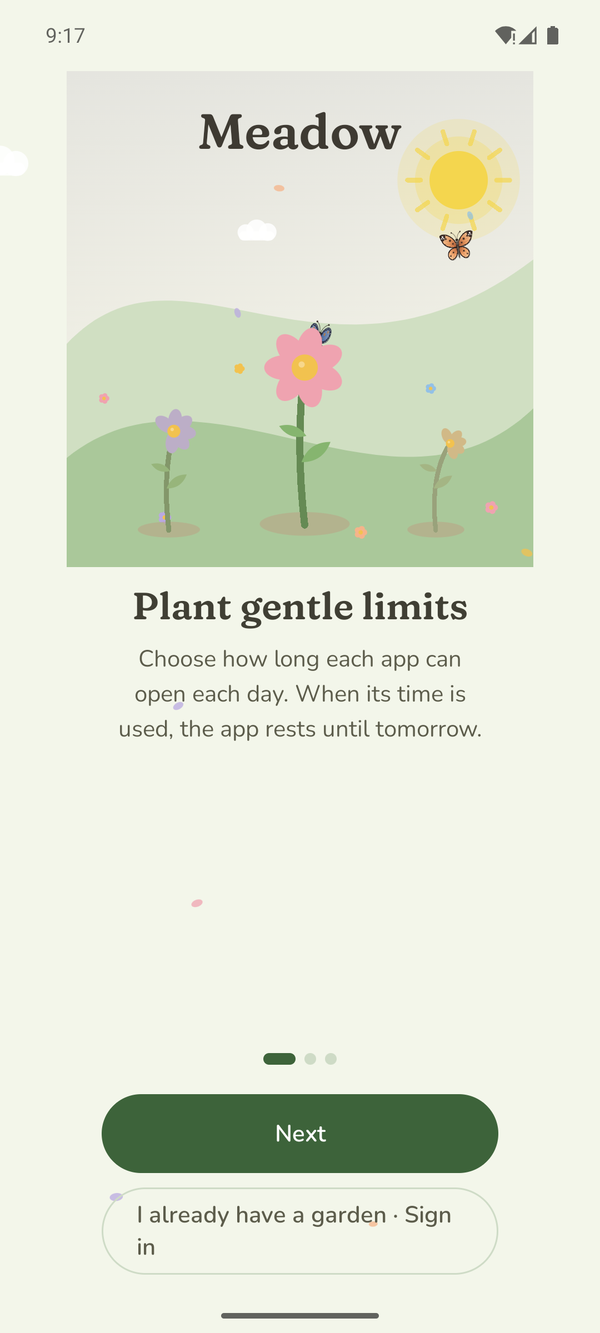 9:17
Meadow
Plant gentle limits
Choose how long each app can
open each day. When its time is
used, the app rests until tomorrow.
Next
I already have a garden · Sign
in